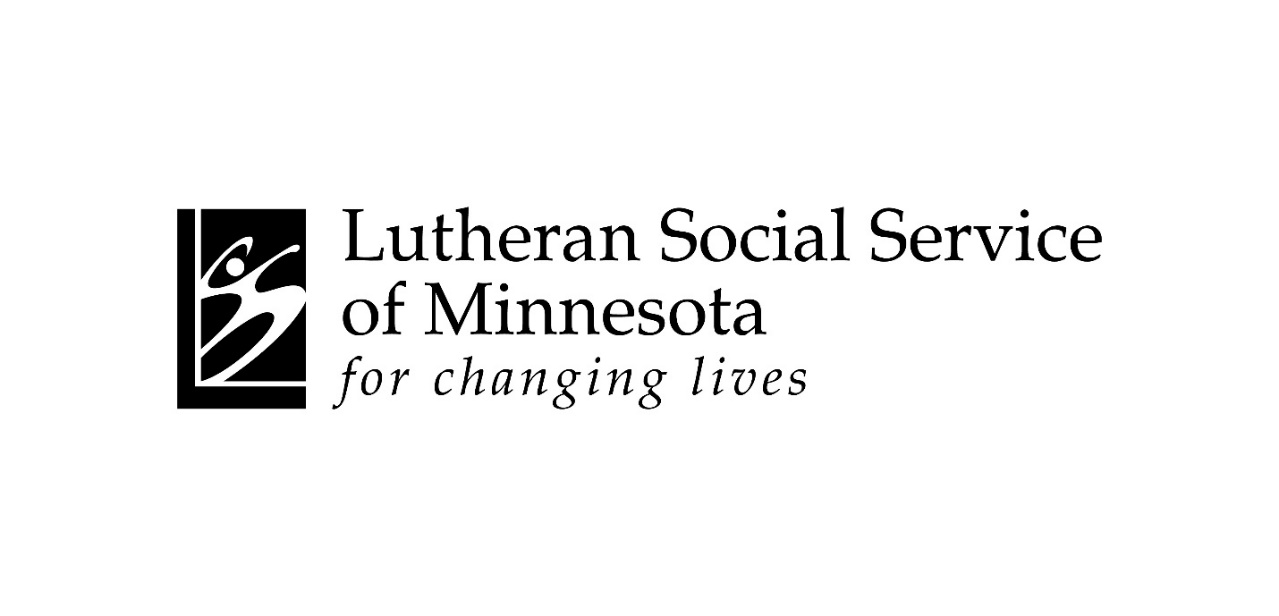 Lutheran Social Service
of Minnesota
for changing lives